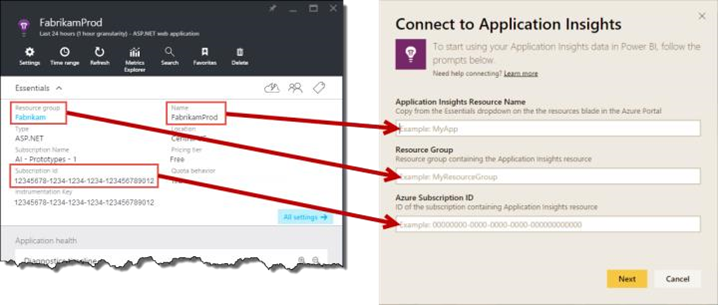 FabrikamProd
Last 24 hours (1 hour granularity) - ASP.NET web application
Settings
Time range
Refresh
Metrics Explorer
Search
Favorites
Delete
Essentials
Resource group
Fabrikam
Name
FabrikamProd
Type
ASP.NET
Location
Subscription Name
AI - Prototypes - 1
Pricing tier
Free
Subscription Id
12345678-1234-1234-1234-123456789012
Quota behavior
Instrumentation Key
12345678-1234-1234-1234-123456789012
All settings →
Application health
Connect to Application Insights
To start using your Application Insights data in Power BI, follow the
prompts below.
Need help connecting? Learn more
Application Insights Resource Name
Copy from the Essentials dropdown on the the resources blade in the Azure Portal
Example: MyApp
Resource Group
Resource group containing the Application Insights resource
Example: MyResourceGroup
Azure Subscription ID
ID of the subscription containing Application Insights resource
Example: 00000000-0000-0000-0000-000000000000
Next
Cancel